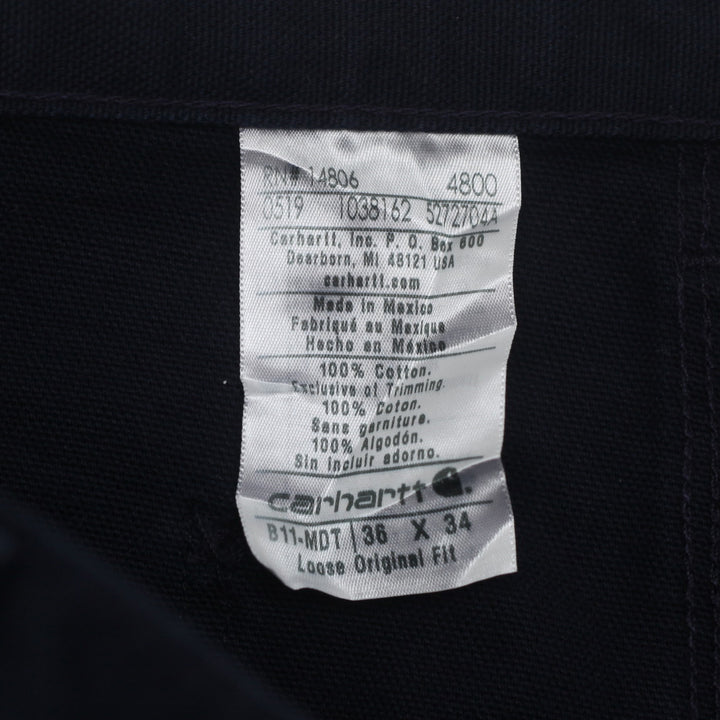 RN# 14806 4800
0519 1038162 5272704A
Carhartt, Inc. P. O. Box 600
Dearborn, MI 48121 USA
carhartt.com
Made in Mexico
Fabriqué au Mexique
Hecho en México
100% Cotton.
Exclusive of Trimming.
100% Coton.
Sans garniture.
100% Algodón.
Sin incluir adorno.
carhartt
B11-MDT | 36 X 34
Loose Original Fit